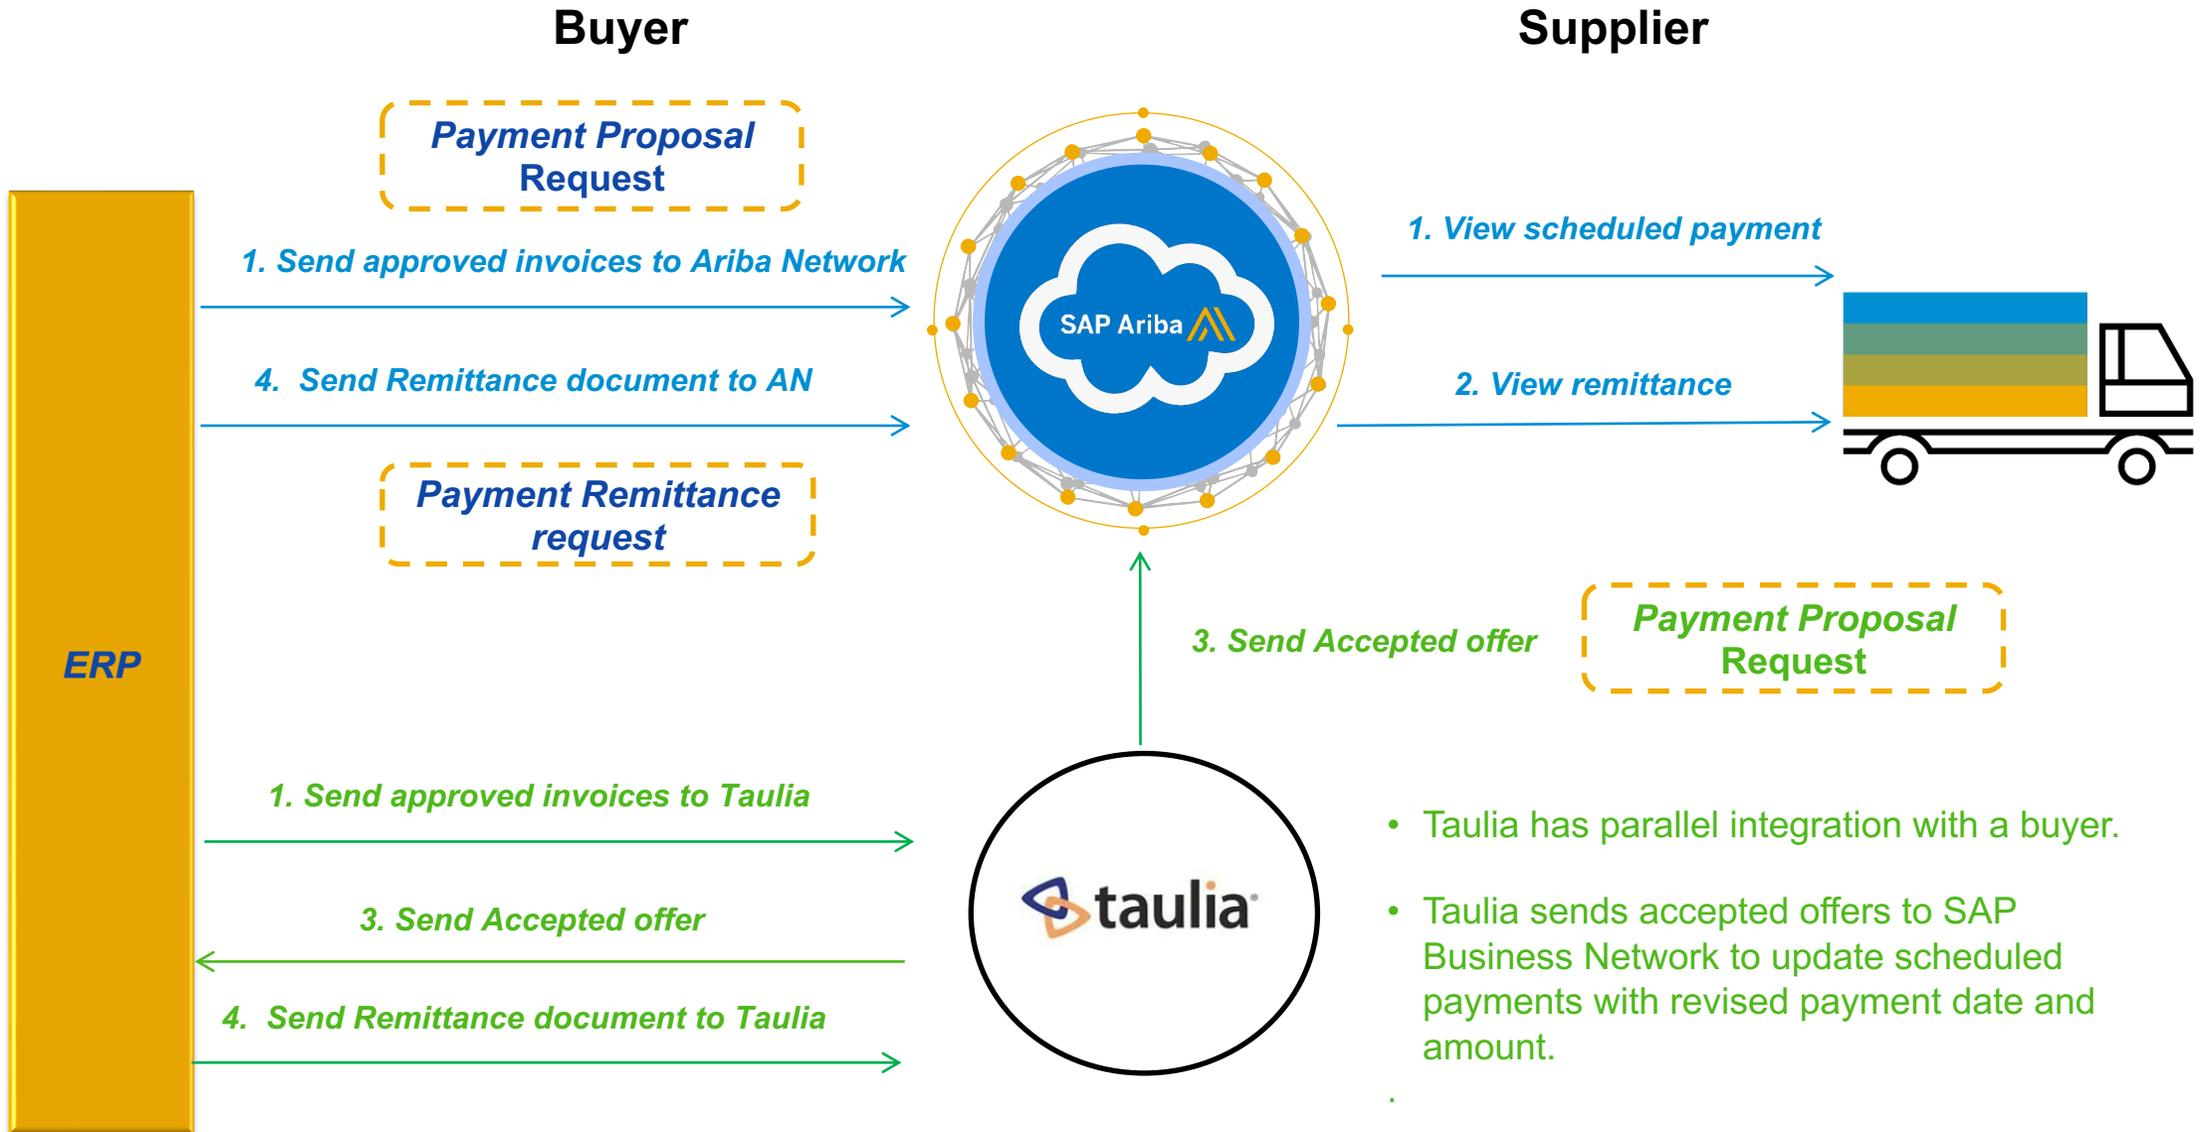 Buyer
Supplier
Payment Proposal
Request
1. Send approved invoices to Ariba Network
4. Send Remittance document to AN
Payment Remittance
request
SAP Ariba
1. View scheduled payment
2. View remittance
ERP
3. Send Accepted offer
Payment Proposal
Request
1. Send approved invoices to Taulia
3. Send Accepted offer
4. Send Remittance document to Taulia
taulia
• Taulia has parallel integration with a buyer.
• Taulia sends accepted offers to SAP
Business Network to update scheduled
payments with revised payment date and
amount.
.